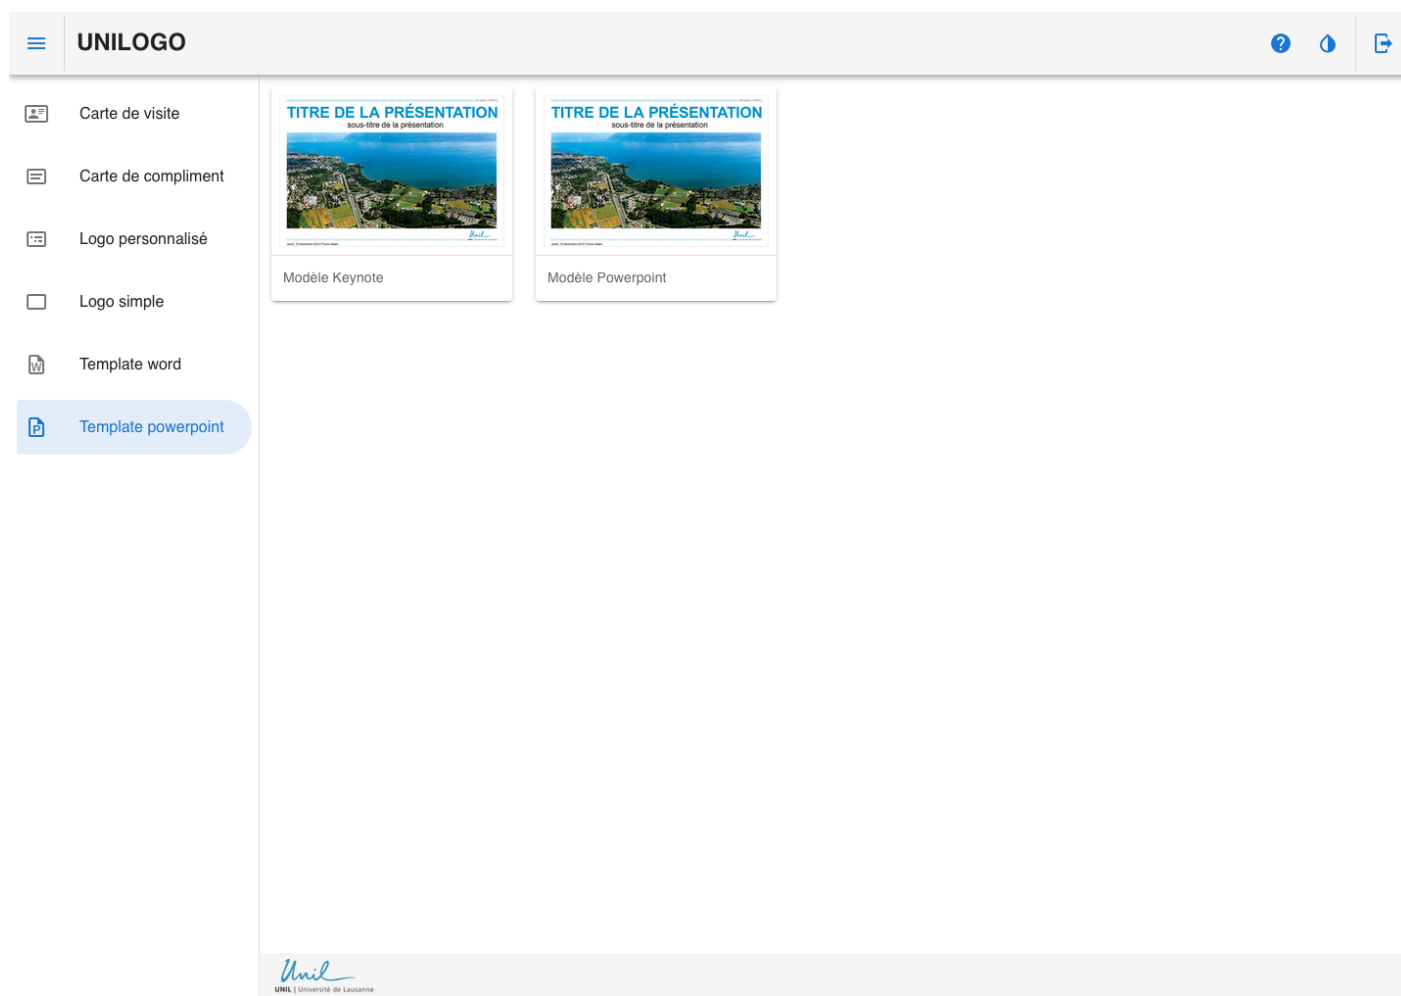 UNILOGO
Carte de visite
Carte de compliment
Logo personnalisé
Logo simple
Template word
Template powerpoint
TITRE DE LA PRÉSENTATION
sous-titre de la présentation
Unil
Modèle Keynote
TITRE DE LA PRÉSENTATION
sous-titre de la présentation
Unil
Modèle Powerpoint
Unil
UNIL | Université de Lausanne